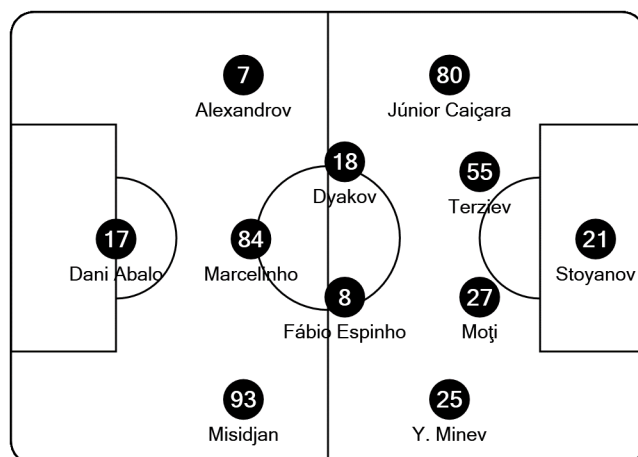 7
Alexandrov
80
Júnior Caiçara
18
Dyakov
55
Terziev
17
Dani Abalo
84
Marcelinho
21
Stoyanov
8
Fábio Espinho
27
Moţi
93
Misidjan
25
Y. Minev